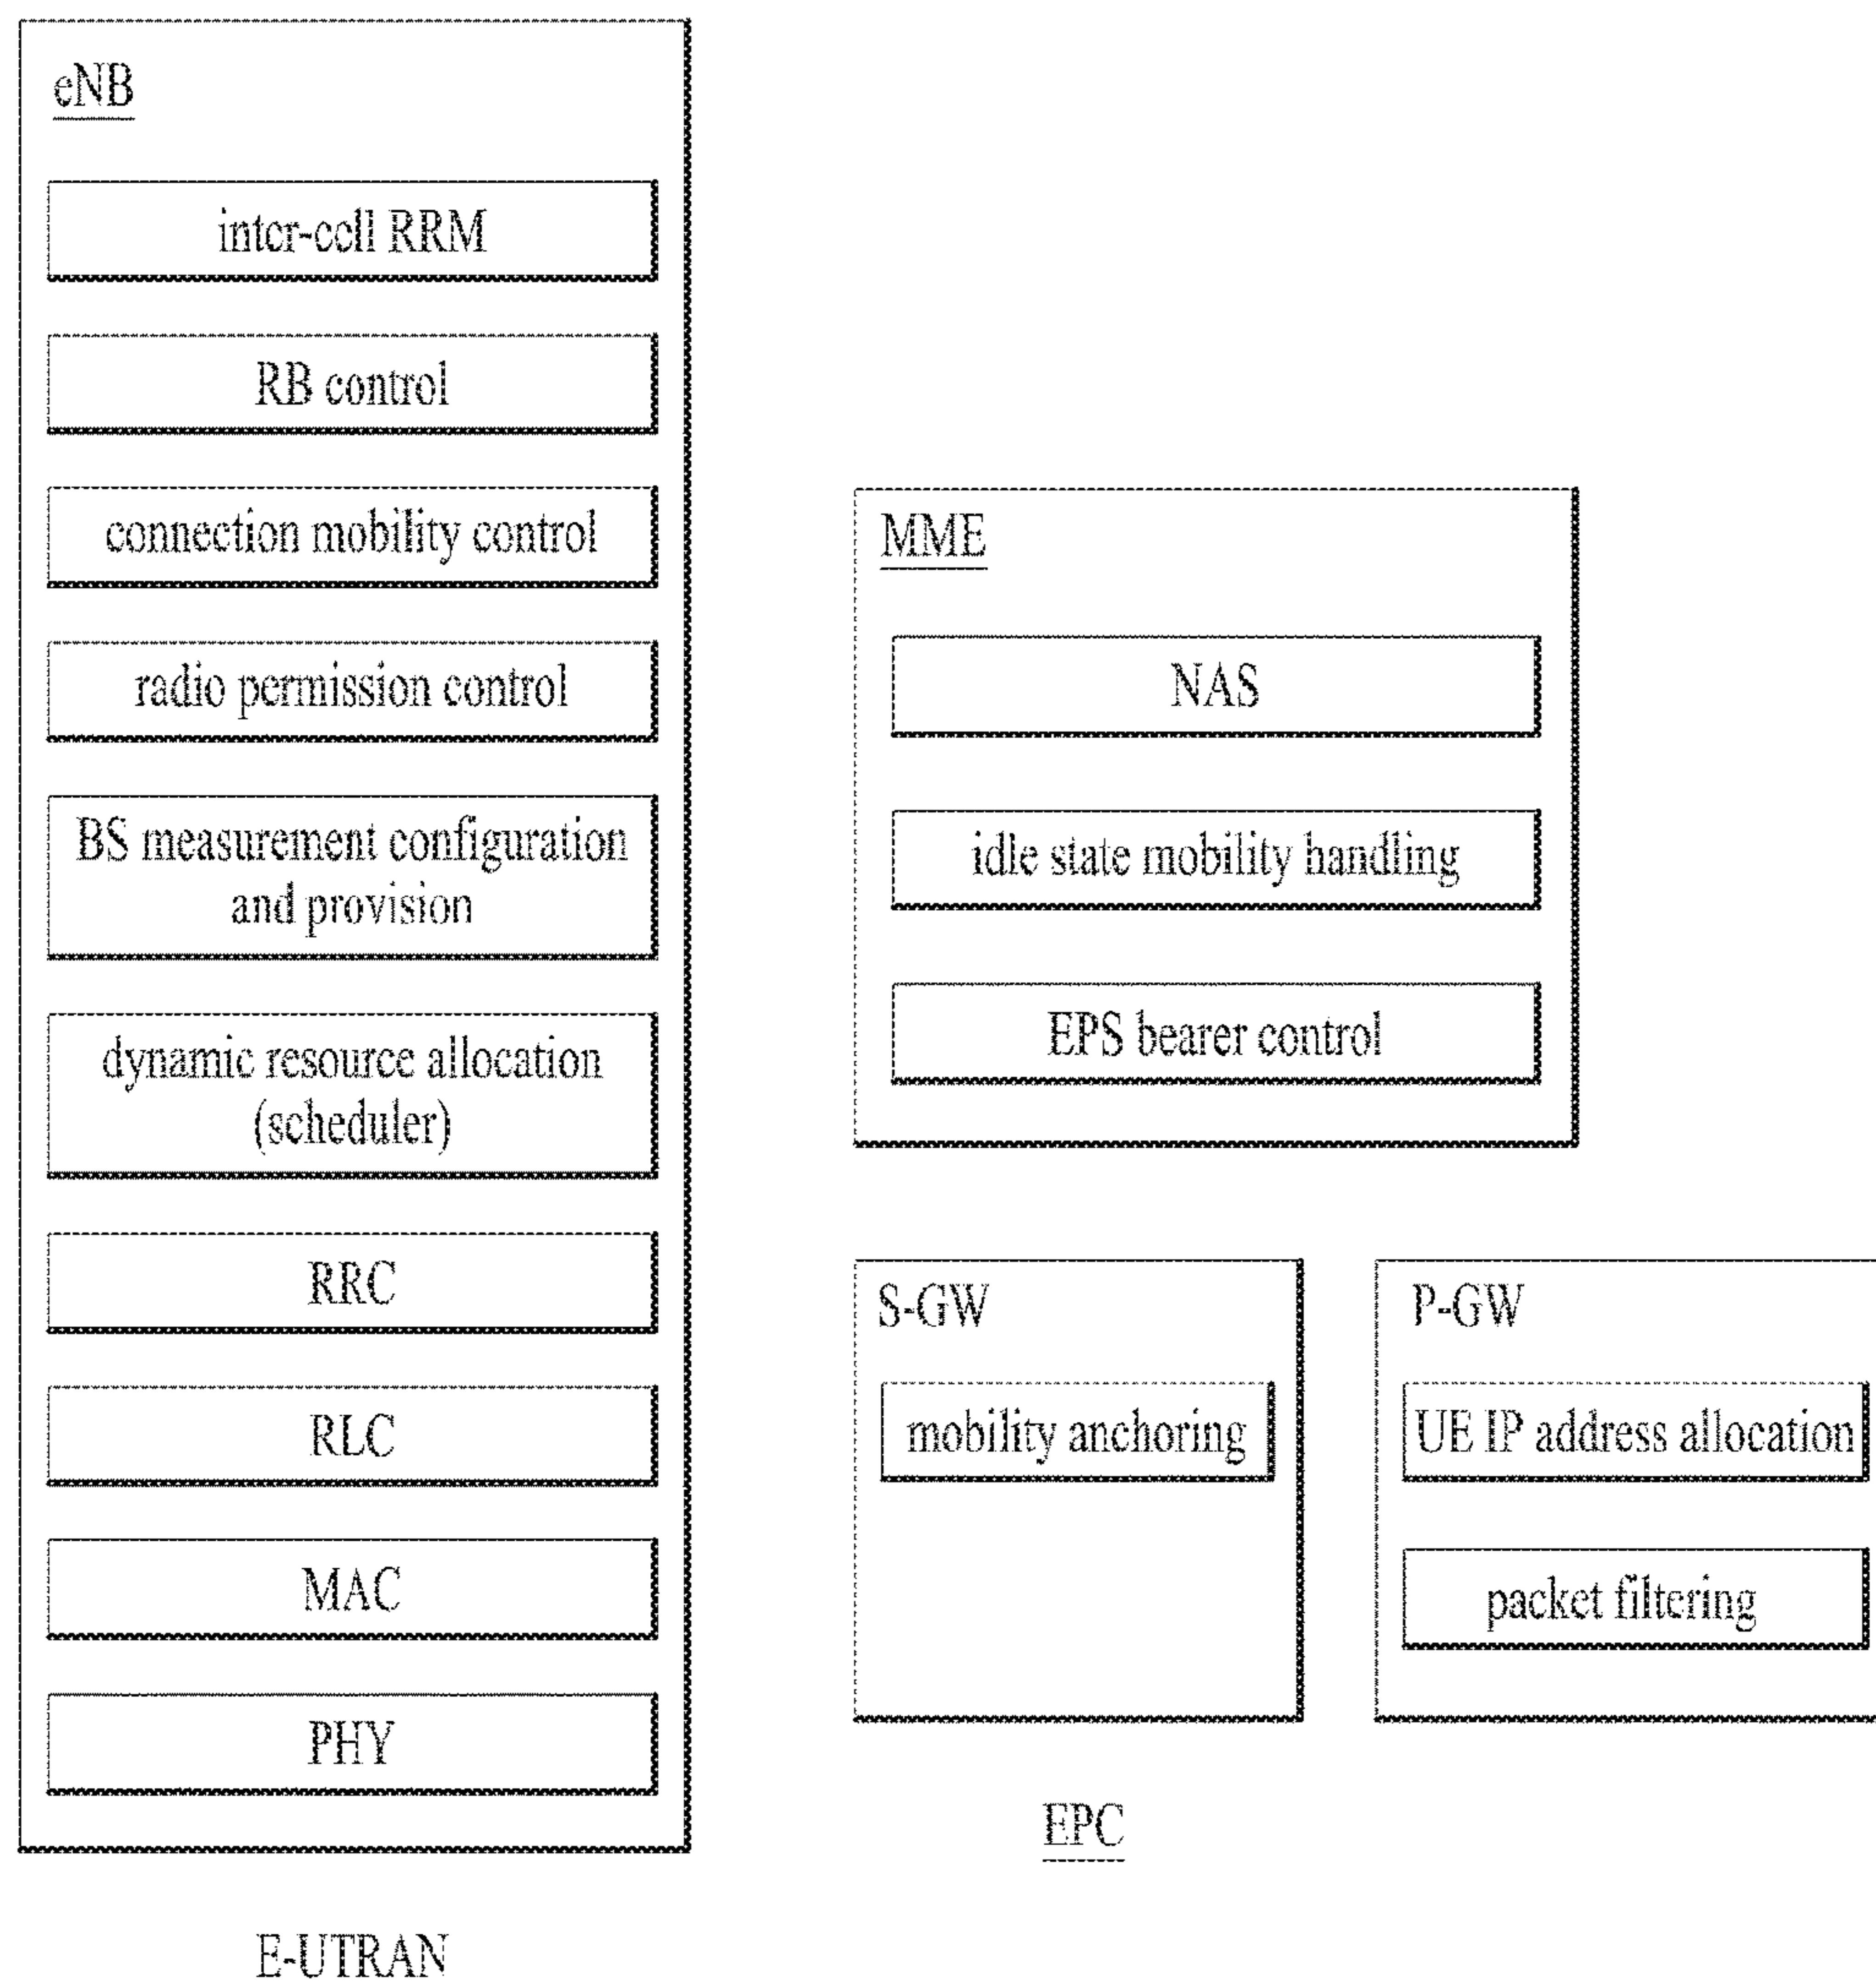 eNB
inter-cell RRM
RB control
connection mobility control
radio permission control
BS measurement configuration
and provision
dynamic resource allocation
(scheduler)
RRC
RLC
MAC
PHY
E-UTRAN
MME
NAS
idle state mobility handling
EPS bearer control
S-GW
mobility anchoring
P-GW
UE IP address allocation
packet filtering
EPC